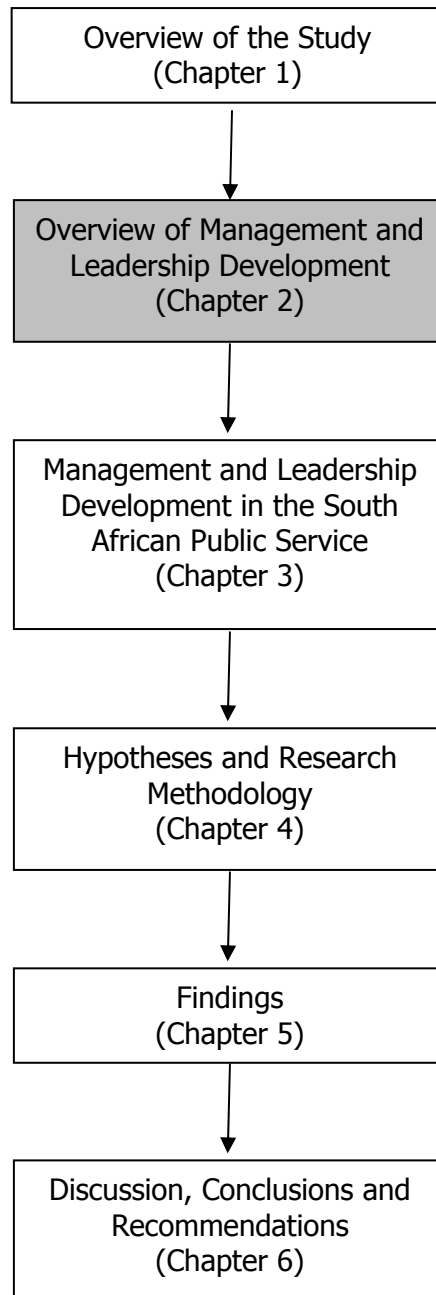 Overview of the Study
(Chapter 1)
Overview of Management and
Leadership Development
(Chapter 2)
Management and Leadership
Development in the South
African Public Service
(Chapter 3)
Hypotheses and Research
Methodology
(Chapter 4)
Findings
(Chapter 5)
Discussion, Conclusions and
Recommendations
(Chapter 6)